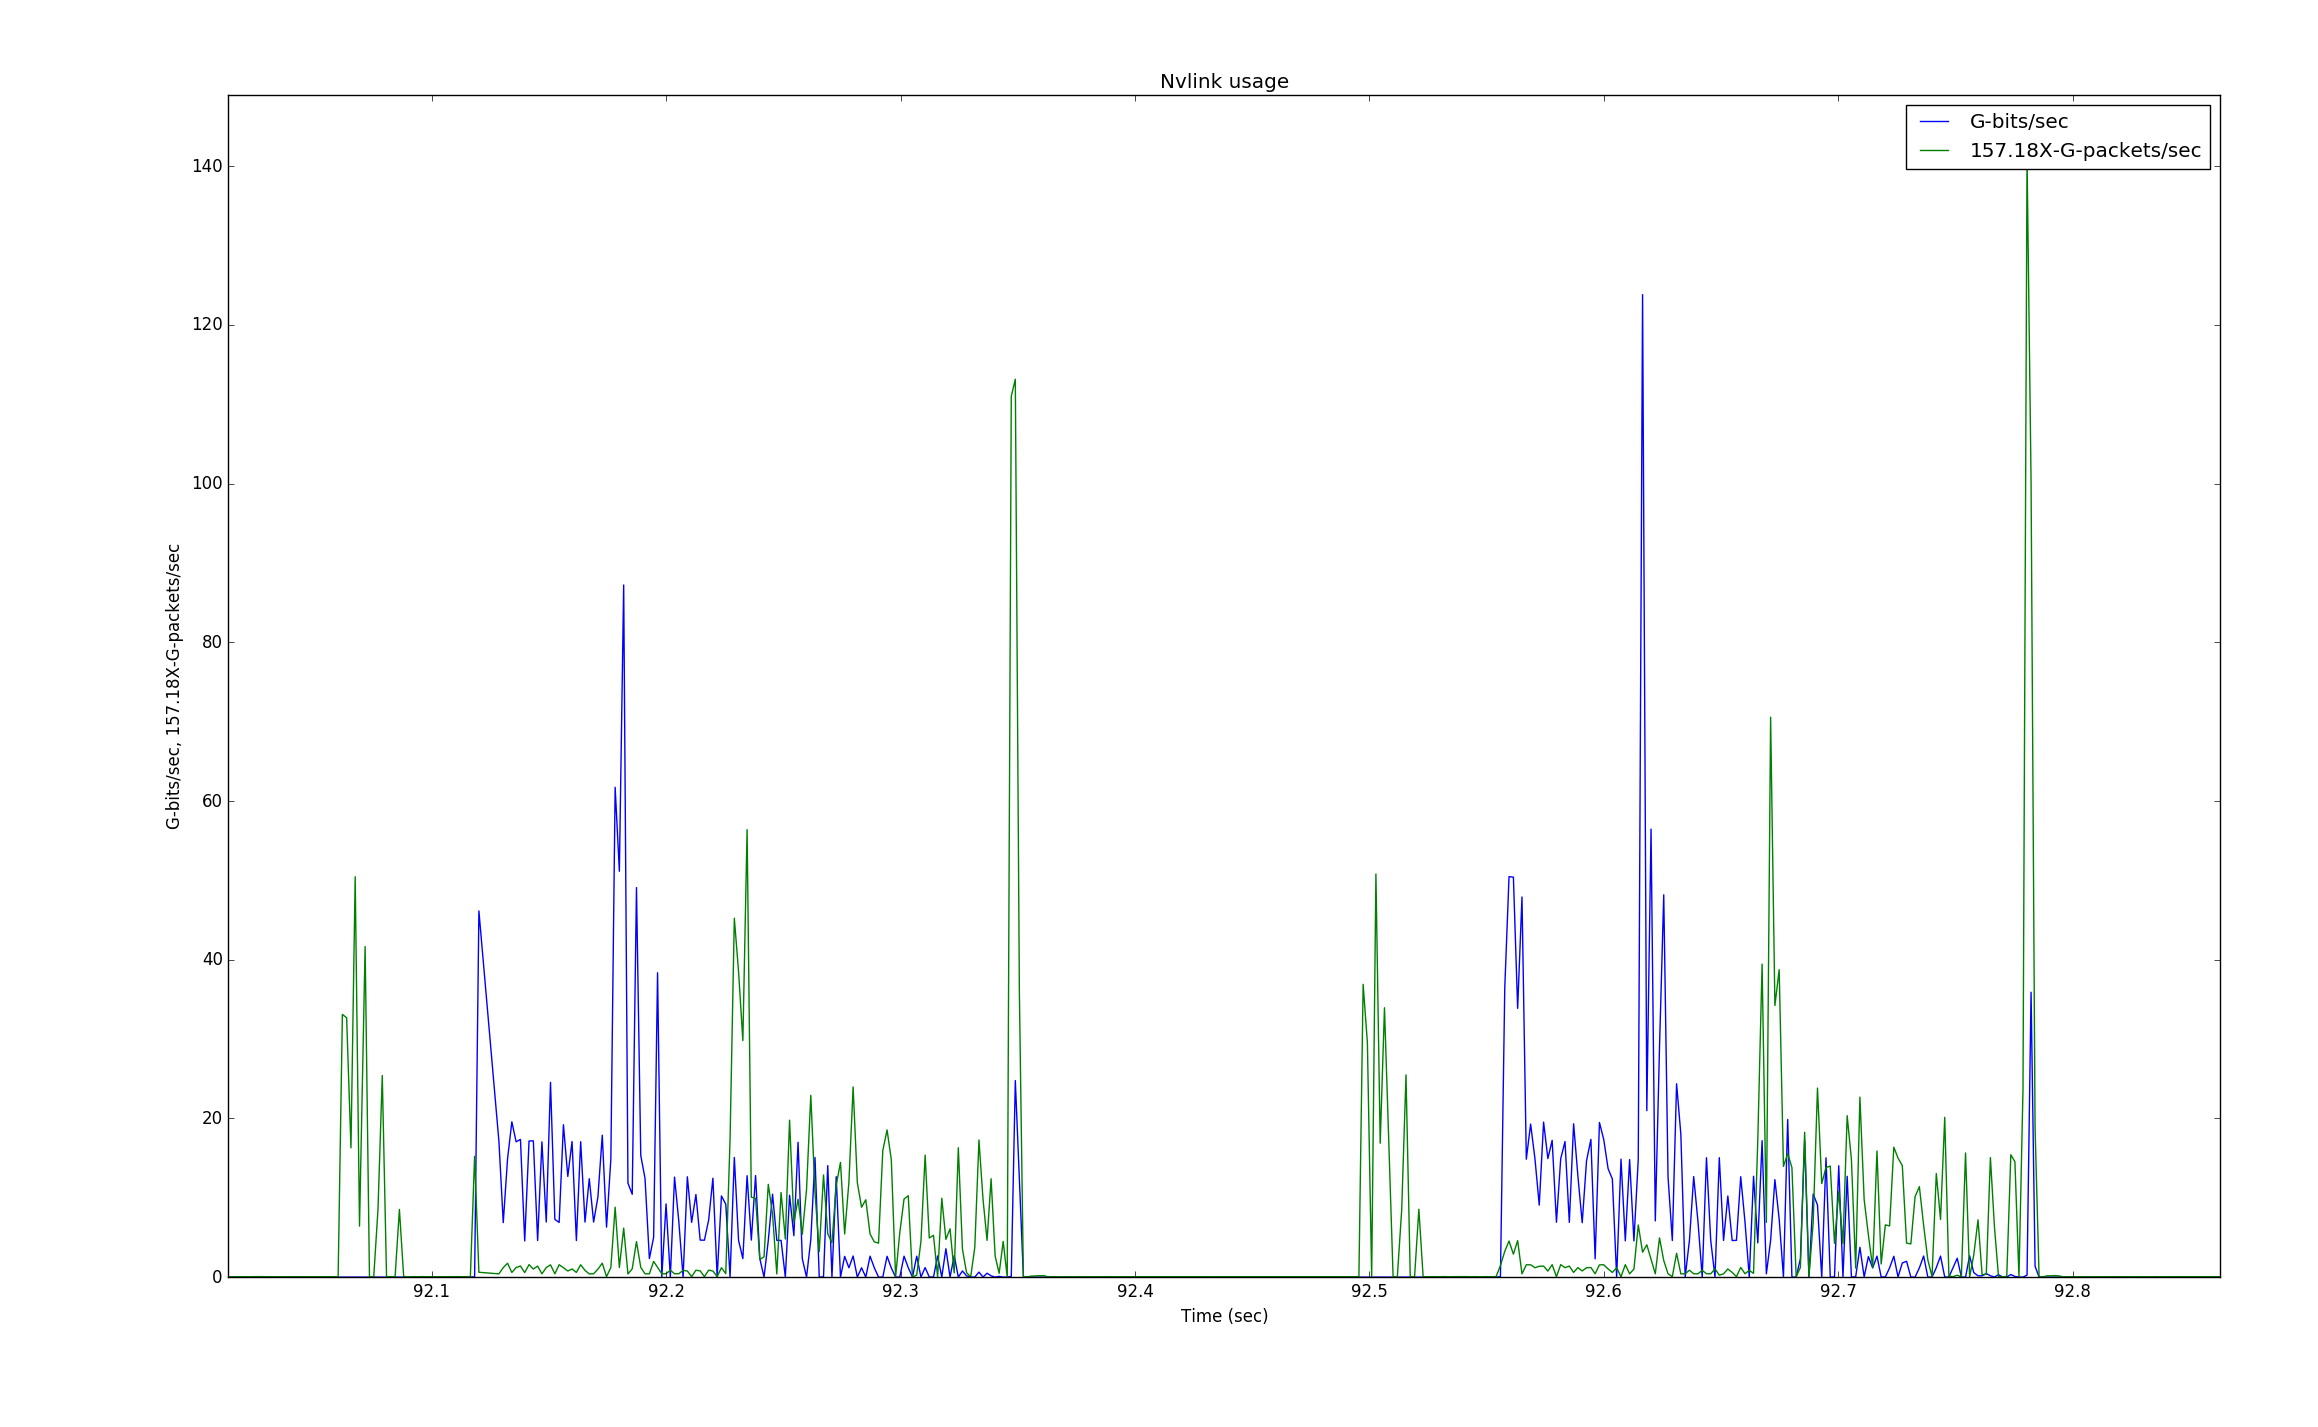 Nvlink usage
G-bits/sec
157.18X-G-packets/sec
140
120
100
80
60
40
20
0
G-bits/sec, 157.18X-G-packets/sec
92.1 92.2 92.3 92.4 92.5 92.6 92.7 92.8
Time (sec)